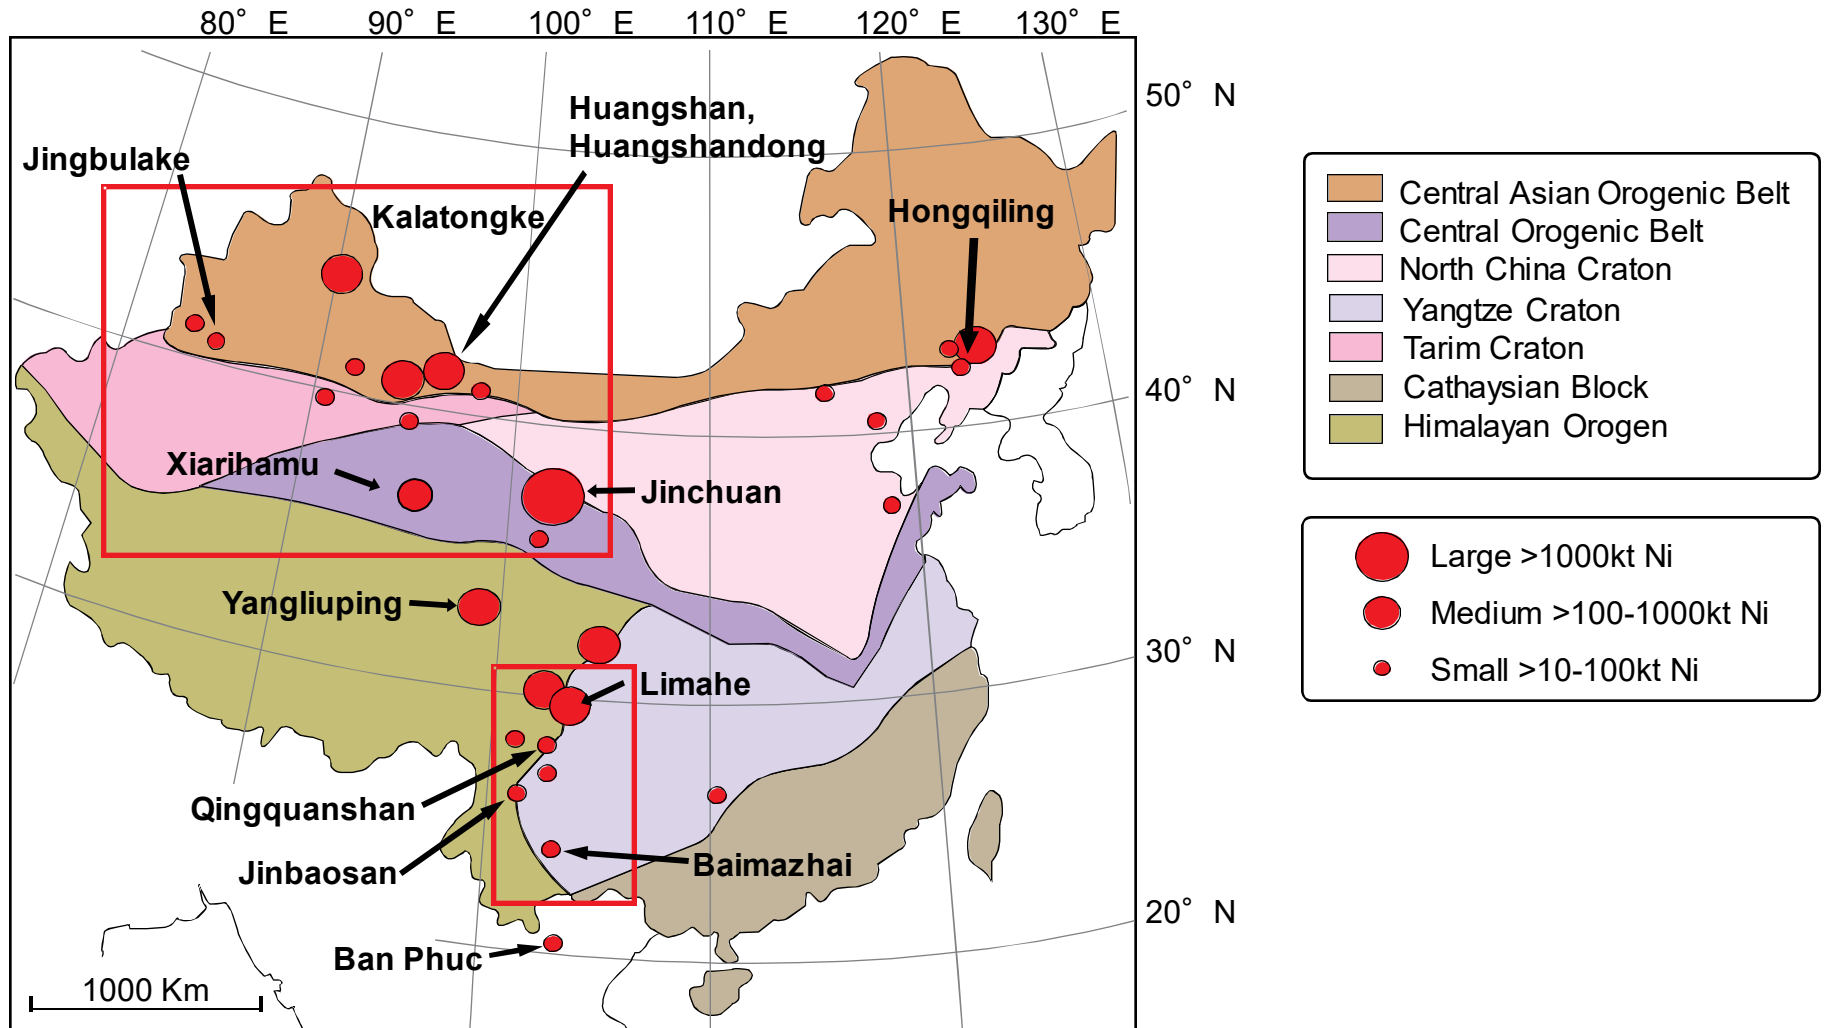 80° E 90° E 100° E 110° E 120° E 130° E
50° N
40° N
30° N
20° N
Huangshan,
Huangshandong
Jingbulake
Kalatongke
Hongqiling
Xiarihamu
Jinchuan
Yangliuping
Limahe
Qingquanshan
Jinbaosan
Baimazhai
Ban Phuc
1000 Km
Central Asian Orogenic Belt
Central Orogenic Belt
North China Craton
Yangtze Craton
Tarim Craton
Cathaysian Block
Himalayan Orogen
Large >1000kt Ni
Medium >100-1000kt Ni
Small >10-100kt Ni